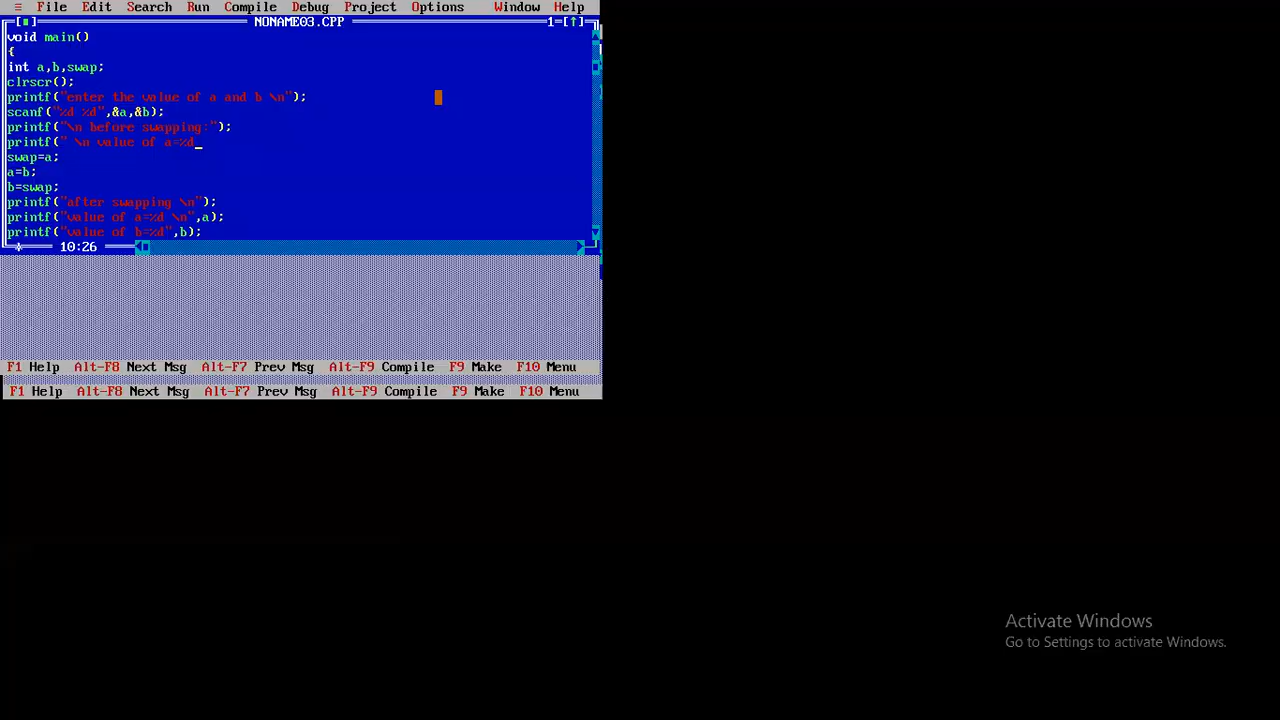 ≡ File Edit Search Run Compile Debug Project Options Window Help
[■] NONAME03.CPP 1=[↑]
void main()
{
int a,b,swap;
clrscr();
printf("enter the value of a and b \n");
scanf("%d %d",&a,&b);
printf("\n before swapping:");
printf(" \n value of a=%d_
swap=a;
a=b;
b=swap;
printf("after swapping \n");
printf("value of a=%d \n",a);
printf("value of b=%d",b);
10:26
F1 Help Alt-F8 Next Msg Alt-F7 Prev Msg Alt-F9 Compile F9 Make F10 Menu
F1 Help Alt-F8 Next Msg Alt-F7 Prev Msg Alt-F9 Compile F9 Make F10 Menu
Activate Windows
Go to Settings to activate Windows.